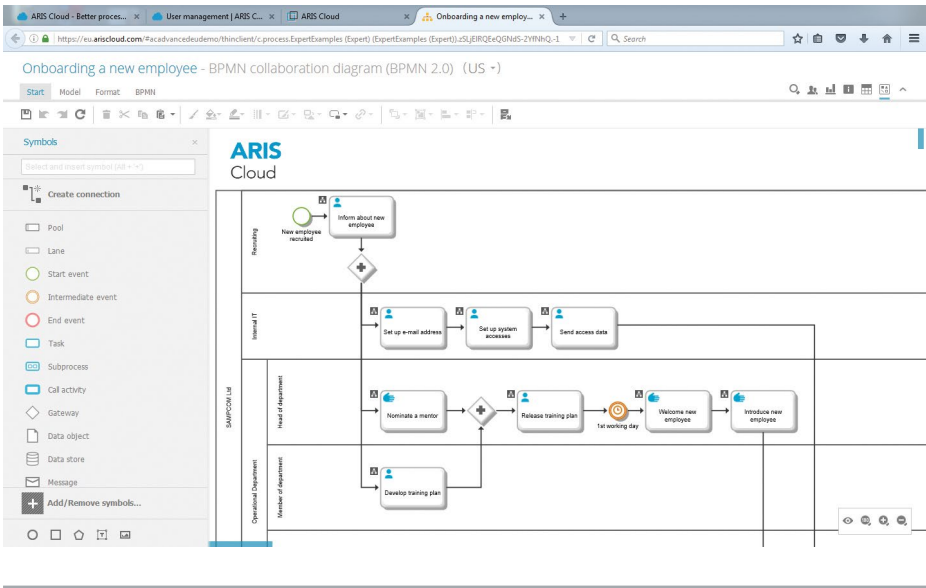 ARIS Cloud - Better proces...
User management | ARIS C...
ARIS Cloud
Onboarding a new employ...
https://eu.ariscloud.com/#acadvancedeudemo/thinclient/c.process.ExpertExamples (Expert)
Search
Onboarding a new employee - BPMN collaboration diagram (BPMN 2.0) (US)
Start Model Format BPMN
Symbols
Select and insert symbol (Alt + I)
Create connection
Pool
Lane
Start event
Intermediate event
End event
Task
Subprocess
Call activity
Gateway
Data object
Data store
Message
Add/Remove symbols...
ARIS
Cloud
SAMPCOM Ltd
Recruiting
New employee
recruited
Inform about new
employee
Internal IT
Set up e-mail address
Set up system
accesses
Send access data
Operational Department
Head of department
Nominate a mentor
Release training plan
1st working day
Welcome new
employee
Introduce new
employee
Member of department
Develop training plan